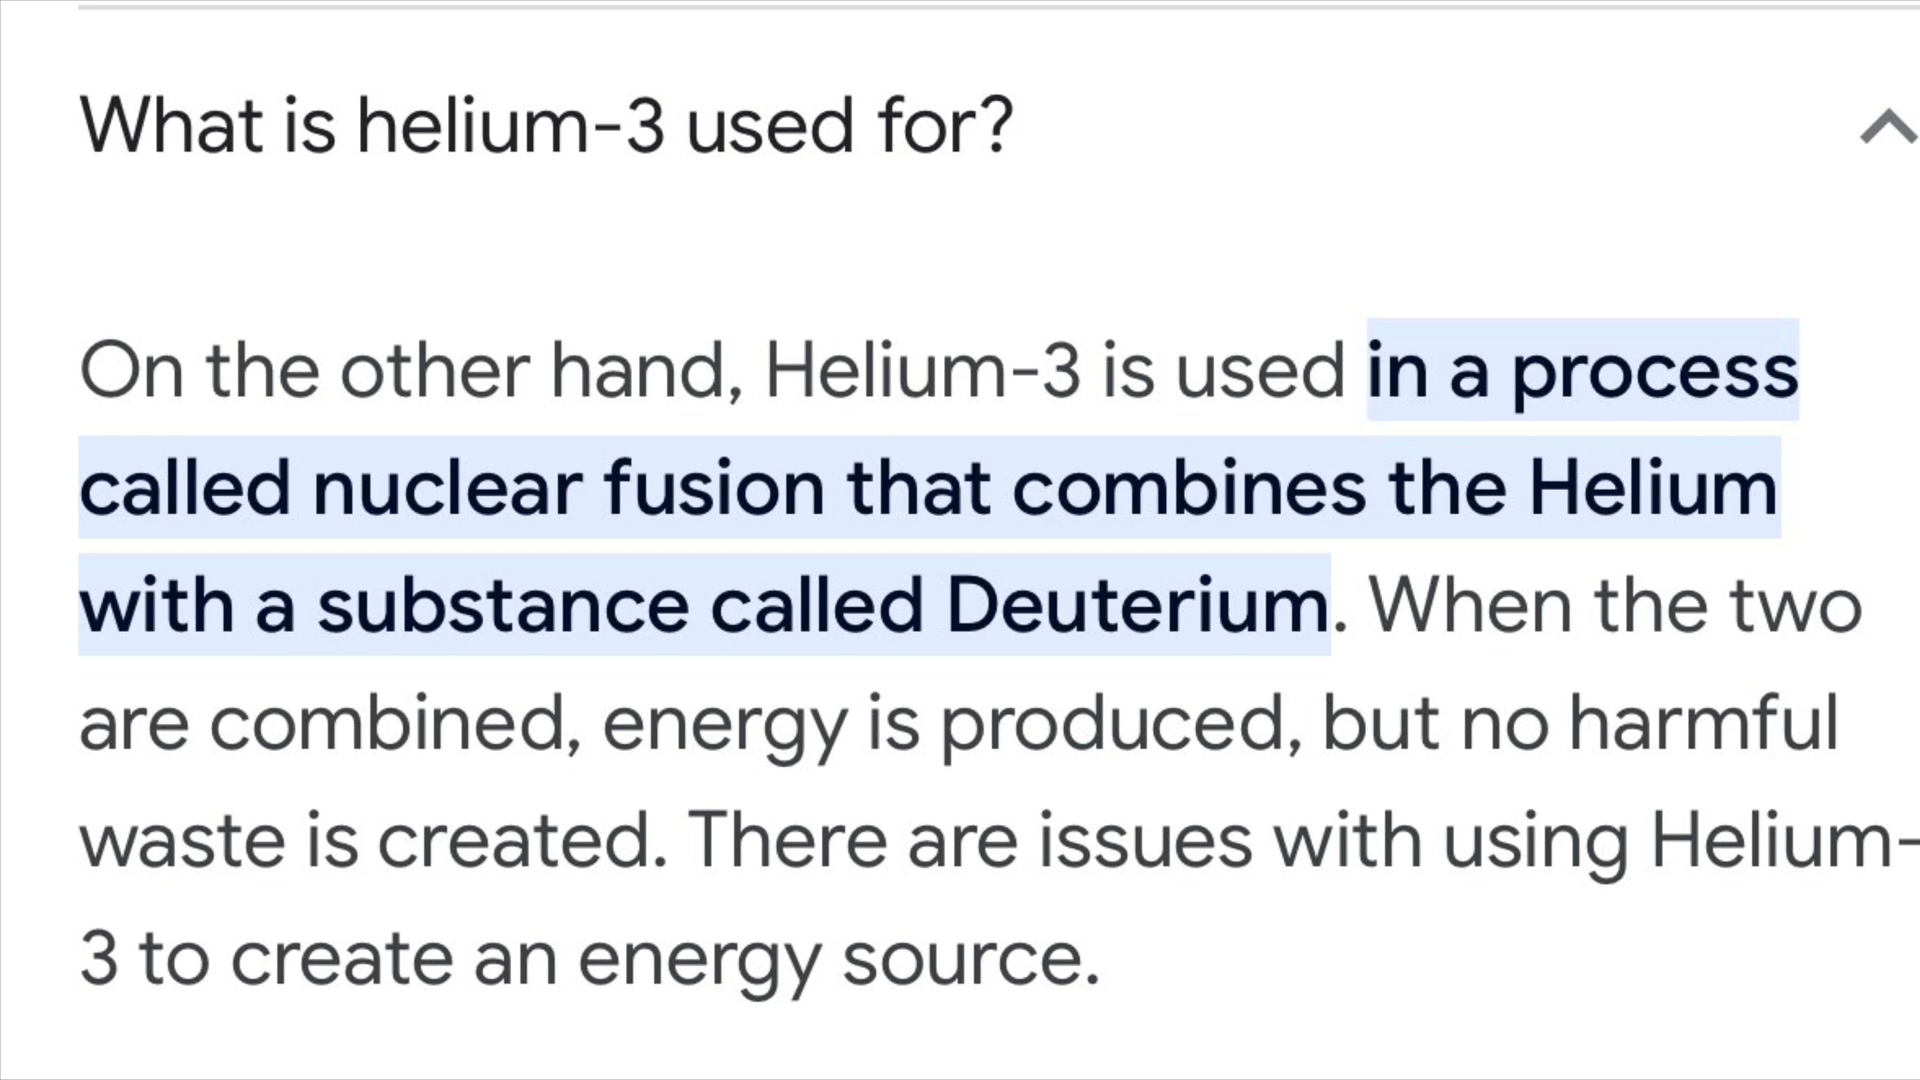 What is helium-3 used for?
On the other hand, Helium-3 is used in a process
called nuclear fusion that combines the Helium
with a substance called Deuterium. When the two
are combined, energy is produced, but no harmful
waste is created. There are issues with using Helium-
3 to create an energy source.